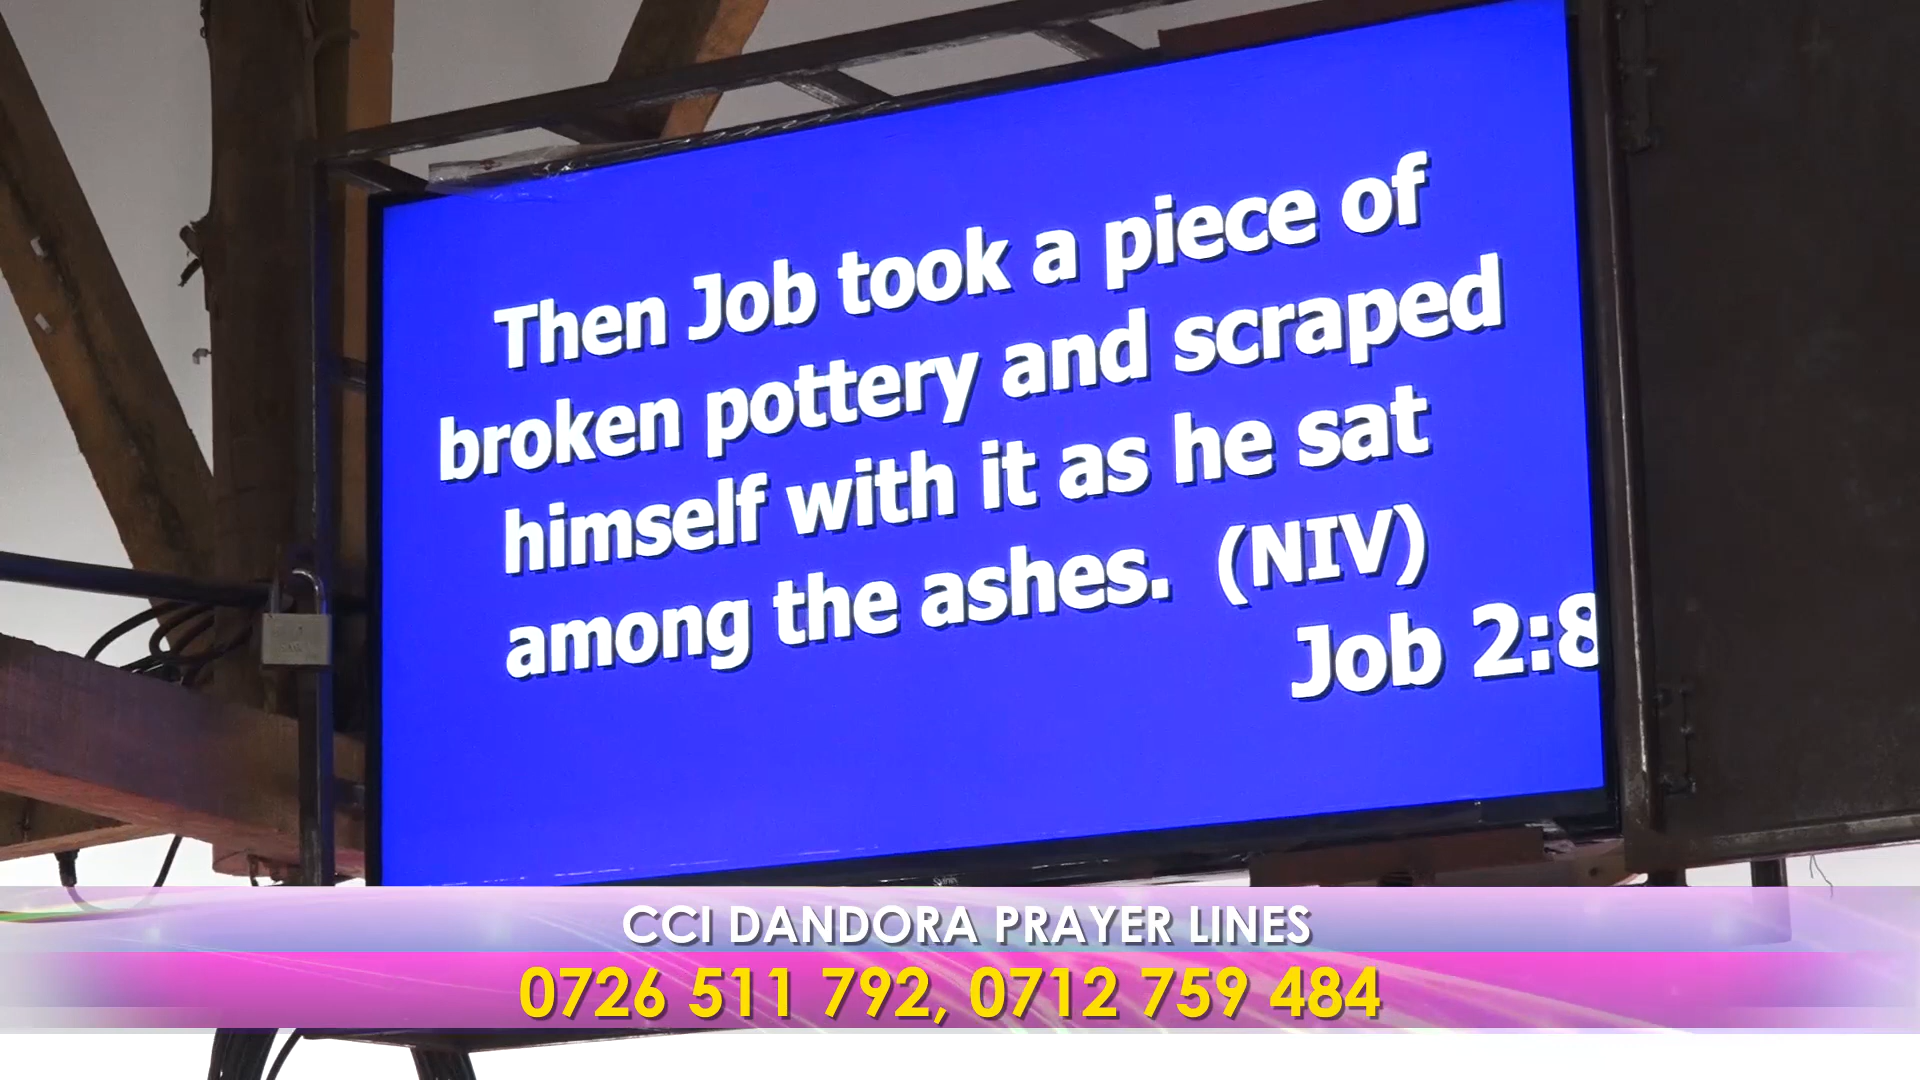 Then Job took a piece of
broken pottery and scraped
himself with it as he sat
among the ashes. (NIV)
Job 2:8
CCI DANDORA PRAYER LINES
0726 511 792, 0712 759 484